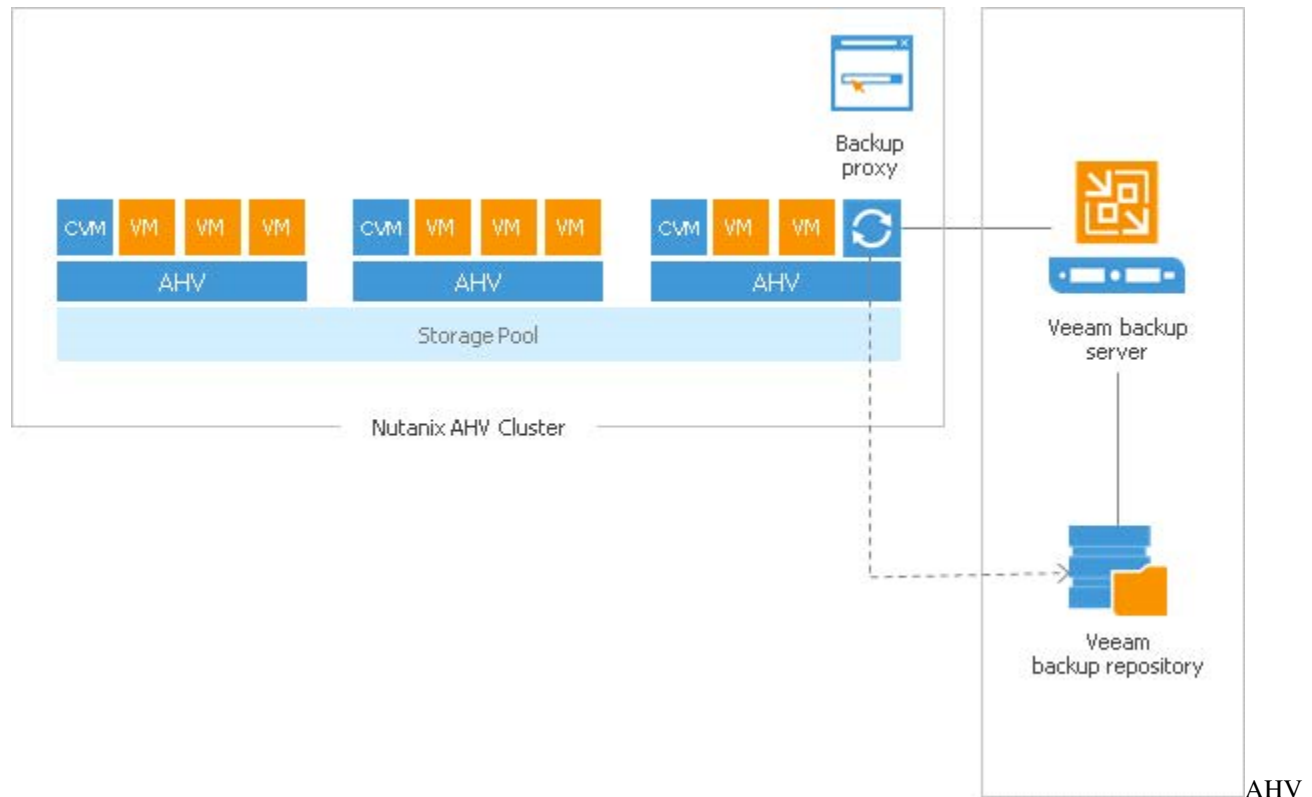 Backup
proxy
CVM VM VM VM
CVM VM VM VM
CVM VM VM
AHV
AHV
AHV
Storage Pool
Nutanix AHV Cluster
Veeam backup
server
Veeam
backup repository
AHV